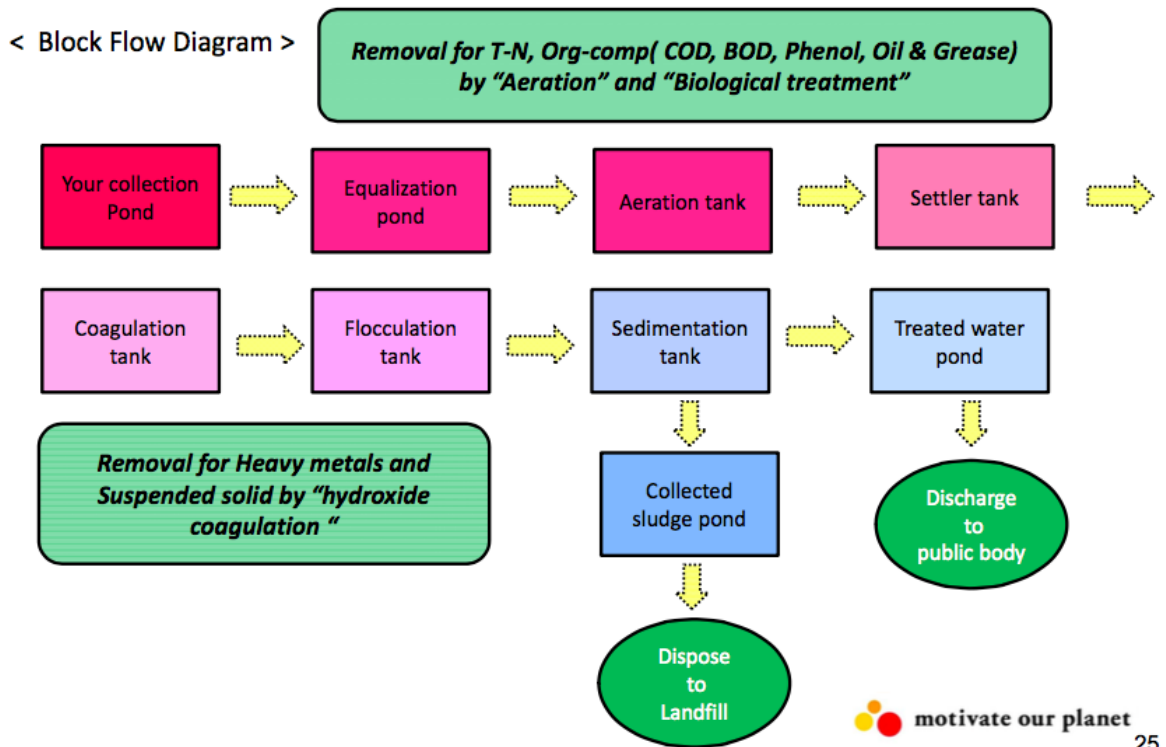 < Block Flow Diagram >
Removal for T-N, Org-comp( COD, BOD, Phenol, Oil & Grease)
by “Aeration” and “Biological treatment”
Your collection
Pond
Equalization
pond
Aeration tank
Settler tank
Coagulation
tank
Flocculation
tank
Sedimentation
tank
Treated water
pond
Removal for Heavy metals and
Suspended solid by “hydroxide
coagulation “
Collected
sludge pond
Discharge
to
public body
Dispose
to
Landfill
motivate our planet
25